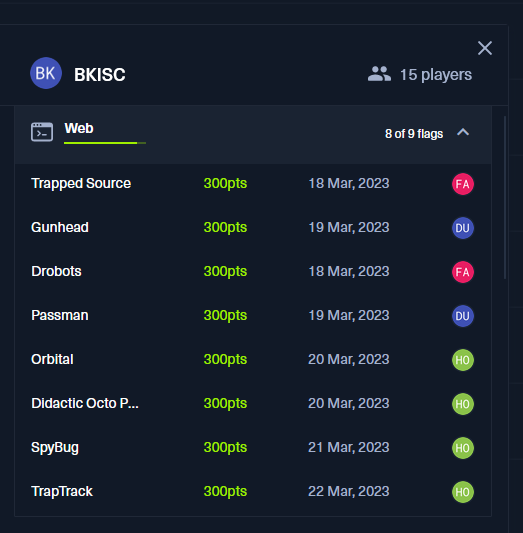 BK BKISC 15 players
Web 8 of 9 flags
Trapped Source 300pts 18 Mar, 2023 FA
Gunhead 300pts 19 Mar, 2023 DU
Drobots 300pts 18 Mar, 2023 FA
Passman 300pts 19 Mar, 2023 DU
Orbital 300pts 20 Mar, 2023 HO
Didactic Octo P... 300pts 20 Mar, 2023 HO
SpyBug 300pts 21 Mar, 2023 HO
TrapTrack 300pts 22 Mar, 2023 HO